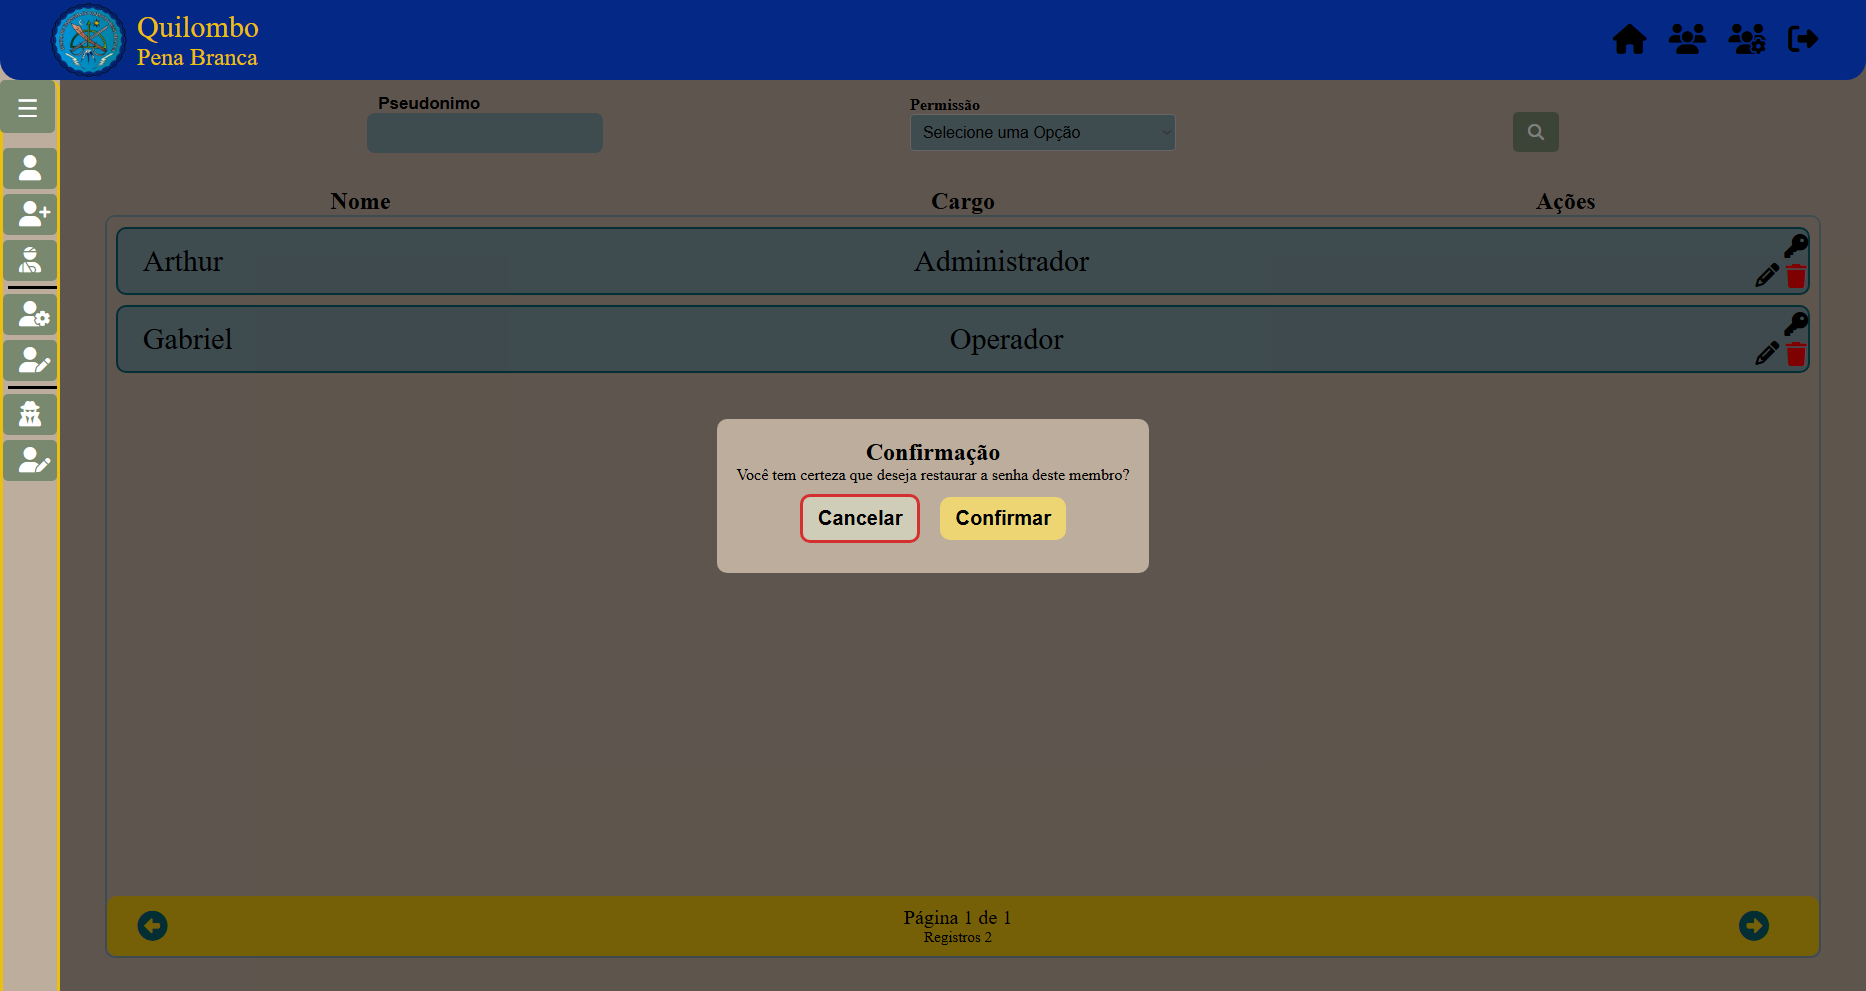 Quilombo
Pena Branca
Pseudonimo
Permissão
Selecione uma Opção
Nome Cargo Ações
Arthur Administrador
Gabriel Operador
Confirmação
Você tem certeza que deseja restaurar a senha deste membro?
Cancelar Confirmar
Página 1 de 1
Registros 2